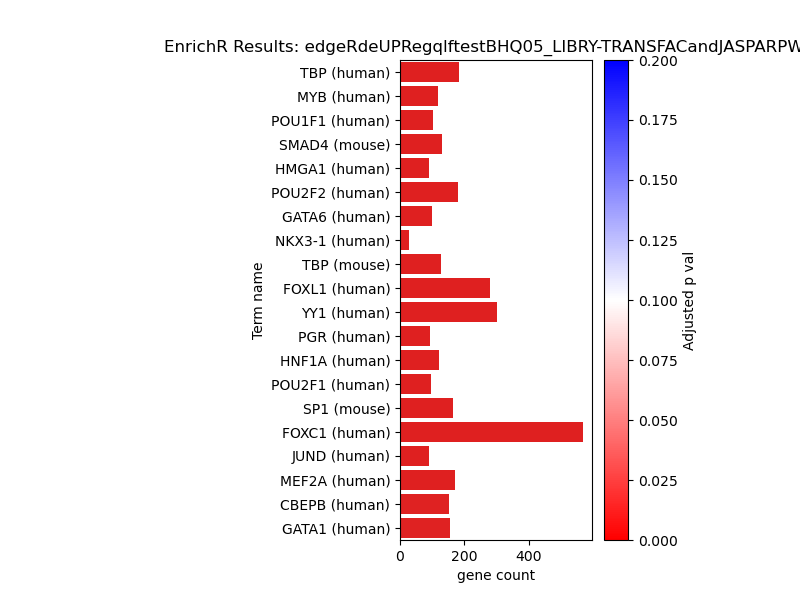 EnrichR Results: edgeRdeUPRegqlftestBHQ05_LIBRY-TRANSFACandJASPARPW
TBP (human)
MYB (human)
POU1F1 (human)
SMAD4 (mouse)
HMGA1 (human)
POU2F2 (human)
GATA6 (human)
NKX3-1 (human)
TBP (mouse)
FOXL1 (human)
YY1 (human)
PGR (human)
HNF1A (human)
POU2F1 (human)
SP1 (mouse)
FOXC1 (human)
JUND (human)
MEF2A (human)
CBEPB (human)
GATA1 (human)
Term name
0 200 400
gene count
0.200
0.175
0.150
0.125
0.100
0.075
0.050
0.025
0.000
Adjusted p val